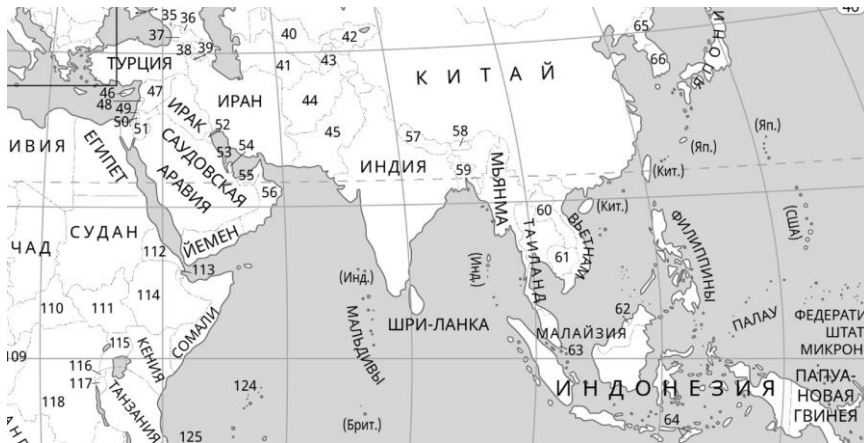 35 36
65
40 42
37
38 39
43
66
ЯПОНИЯ
ТУРЦИЯ
41
КИТАЙ
46 47
48
49
50 51
ИРАК
ИРАН
44
45
52
53
54
55
56
57 58
59
(Яп.)
(Яп.)
(Кит.)
(Кит.)
(США)
ИВИЯ
ЕГИПЕТ
САУДОВСКАЯ
АРАВИЯ
ИНДИЯ
МЬЯНМА
60
61
ВЬЕТНАМ
ТАИЛАНД
ФИЛИППИНЫ
ЧАД
СУДАН
ЙЕМЕН
112
113
114
110 111
(Инд.)
(Инд.)
МАЛЬДИВЫ
ШРИ-ЛАНКА
62
МАЛАЙЗИЯ
63
ПАЛАУ
ФЕДЕРАТИ
ШТАТ
МИКРОН
СОМАЛИ
КЕНИЯ
115
109
116
117
118
ТАНЗАНИЯ
124
125
(Брит.)
ИНДОНЕЗИЯ
64
ПАПУА-
НОВАЯ
ГВИНЕЯ